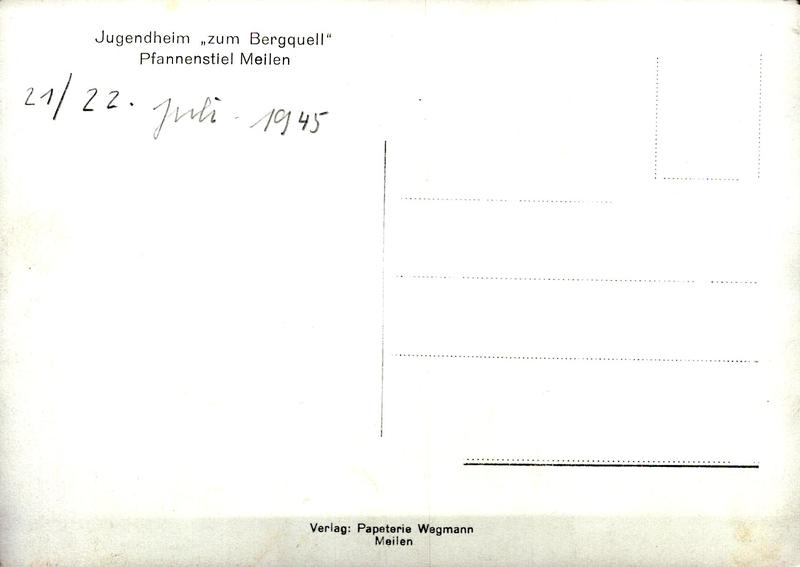 Jugendheim „zum Bergquell“
Pfannenstiel Meilen
21/22. Juli - 1945
Verlag: Papeterie Wegmann
Meilen